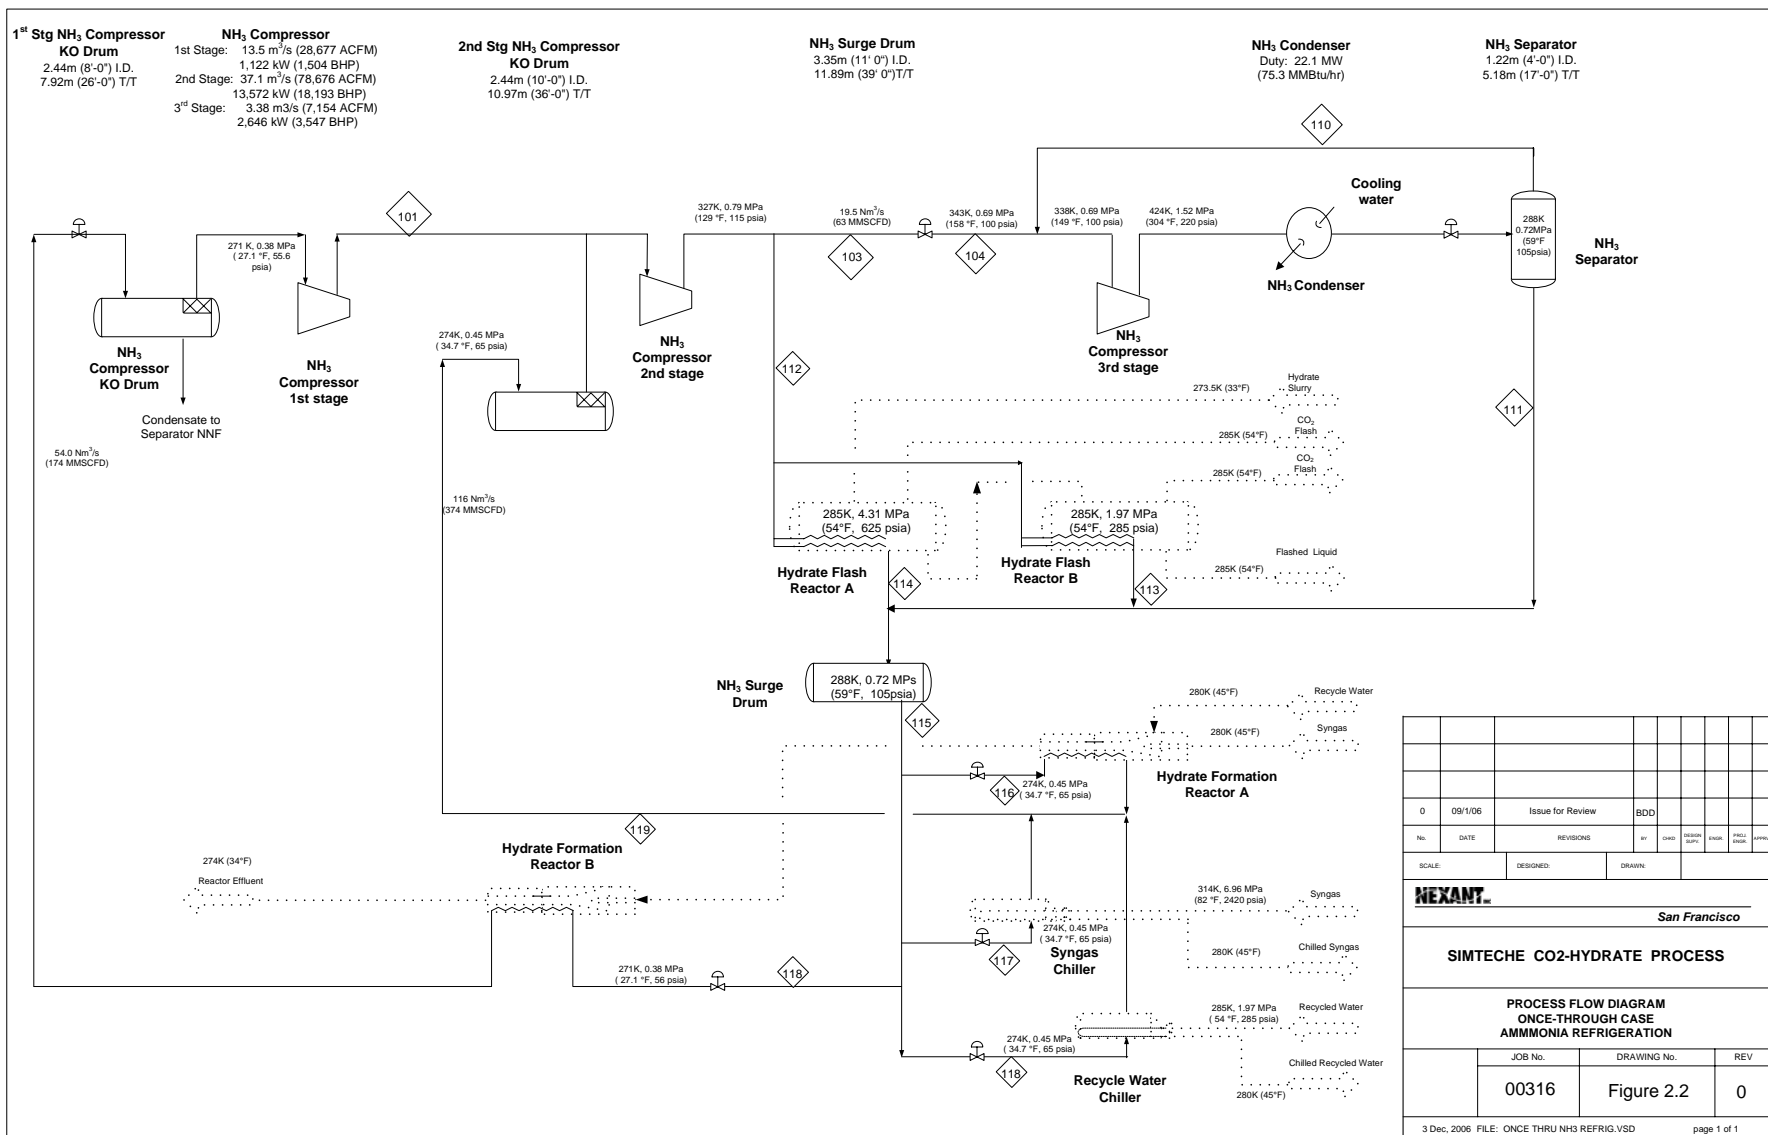 1st Stg NH3 Compressor
KO Drum
2.44m (8'-0") I.D.
7.92m (26'-0") T/T
NH3 Compressor
1st Stage: 13.5 m3/s (28,677 ACFM)
1,122 kW (1,504 BHP)
2nd Stage: 37.1 m3/s (78,676 ACFM)
13,572 kW (18,193 BHP)
3rd Stage: 3.38 m3/s (7,154 ACFM)
2,646 kW (3,547 BHP)
2nd Stg NH3 Compressor
KO Drum
2.44m (10'-0") I.D.
10.97m (36'-0") T/T
NH3 Surge Drum
3.35m (11' 0") I.D.
11.89m (39' 0")T/T
NH3 Condenser
Duty: 22.1 MW
(75.3 MMBtu/hr)
NH3 Separator
1.22m (4'-0") I.D.
5.18m (17'-0") T/T
110
101
271 K, 0.38 MPa
( 27.1 °F, 55.6
psia)
327K, 0.79 MPa
(129 °F, 115 psia)
19.5 Nm3/s
(63 MMSCFD)
103
343K, 0.69 MPa
(158 °F, 100 psia)
104
338K, 0.69 MPa
(149 °F, 100 psia)
424K, 1.52 MPa
(304 °F, 220 psia)
Cooling
water
NH3 Condenser
288K
0.72MPa
(59°F
105psia)
NH3
Separator
NH3
Compressor
KO Drum
NH3
Compressor
1st stage
Condensate to
Separator NNF
274K, 0.45 MPa
( 34.7 °F, 65 psia)
NH3
Compressor
2nd stage
NH3
Compressor
3rd stage
112
111
54.0 Nm3/s
(174 MMSCFD)
116 Nm3/s
(374 MMSCFD)
273.5K (33°F)
Hydrate
Slurry
285K (54°F)
CO2
Flash
285K (54°F)
CO2
Flash
285K, 4.31 MPa
(54°F, 625 psia)
285K, 1.97 MPa
(54°F, 285 psia)
Hydrate Flash
Reactor A
114
Hydrate Flash
Reactor B
113
Flashed Liquid
285K (54°F)
NH3 Surge
Drum
288K, 0.72 MPs
(59°F, 105psia)
115
280K (45°F)
Recycle Water
280K (45°F)
Syngas
Hydrate Formation
Reactor A
116
274K, 0.45 MPa
( 34.7 °F, 65 psia)
119
Hydrate Formation
Reactor B
274K (34°F)
Reactor Effluent
271K, 0.38 MPa
( 27.1 °F, 56 psia)
118
314K, 6.96 MPa
(82 °F, 2420 psia)
Syngas
274K, 0.45 MPa
( 34.7 °F, 65 psia)
117
Syngas
Chiller
280K (45°F)
Chilled Syngas
285K, 1.97 MPa
( 54 °F, 285 psia)
Recycled Water
274K, 0.45 MPa
( 34.7 °F, 65 psia)
118
Recycle Water
Chiller
Chilled Recycled Water
280K (45°F)
0 09/1/06 Issue for Review BDD
No. DATE REVISIONS BY CHKD DESIGN SUPV. ENGR. PROJ. ENGR. APPRV
SCALE: DESIGNED: DRAWN:
NEXANT
San Francisco
SIMTECHE CO2-HYDRATE PROCESS
PROCESS FLOW DIAGRAM
ONCE-THROUGH CASE
AMMMONIA REFRIGERATION
JOB No. DRAWING No. REV
00316 Figure 2.2 0
3 Dec, 2006 FILE: ONCE THRU NH3 REFRIG.VSD page 1 of 1